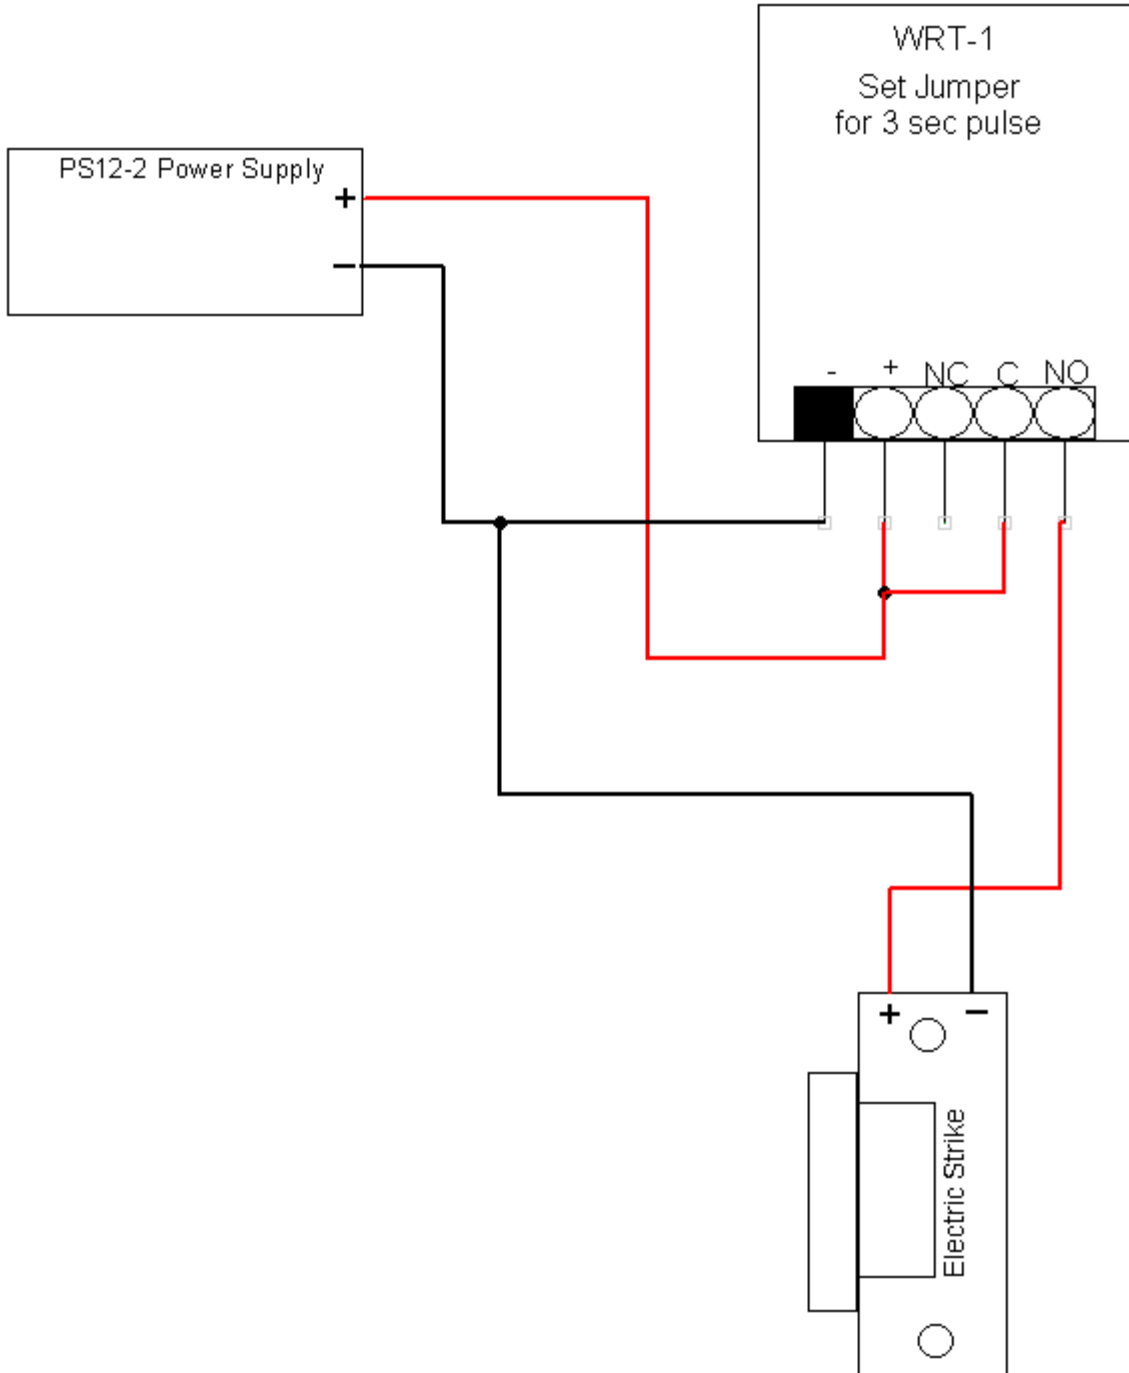 WRT-1
Set Jumper
for 3 sec pulse
PS12-2 Power Supply
+
-
- + NC C NO
+ -
Electric Strike